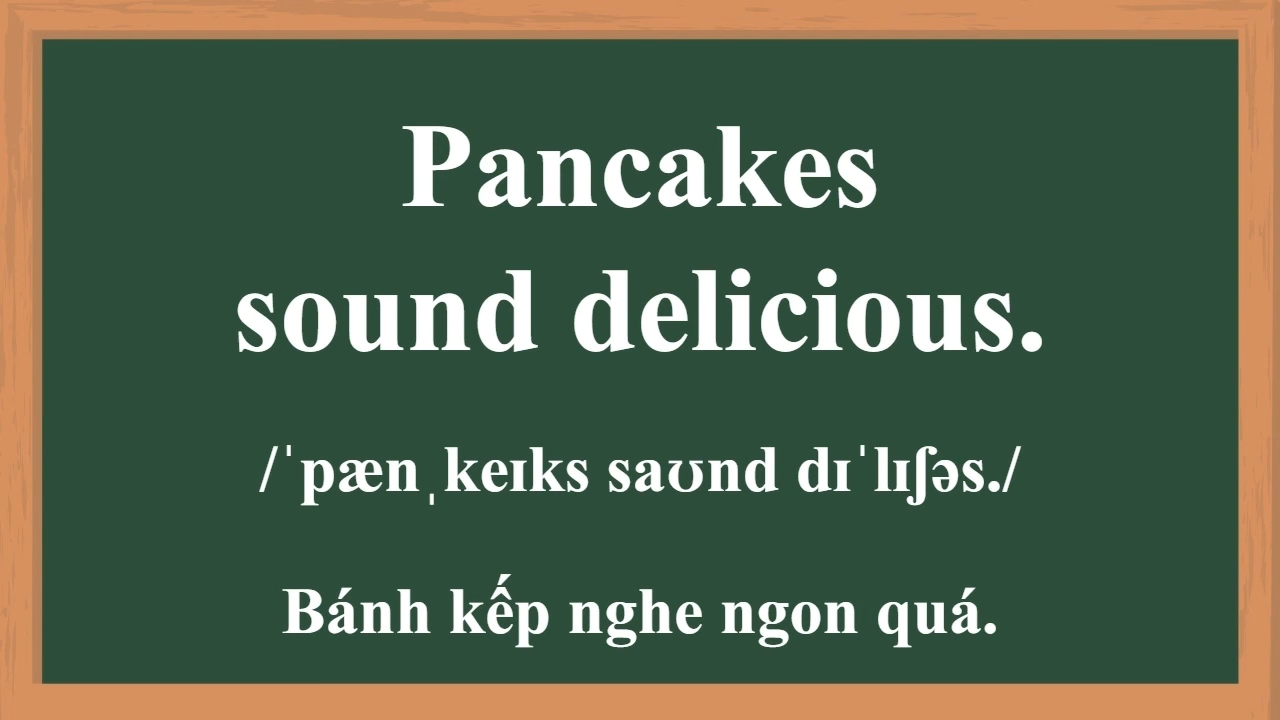 Pancakes
sound delicious.
/ˈpænˌkeɪks saʊnd dɪˈlɪʃəs./
Bánh kếp nghe ngon quá.